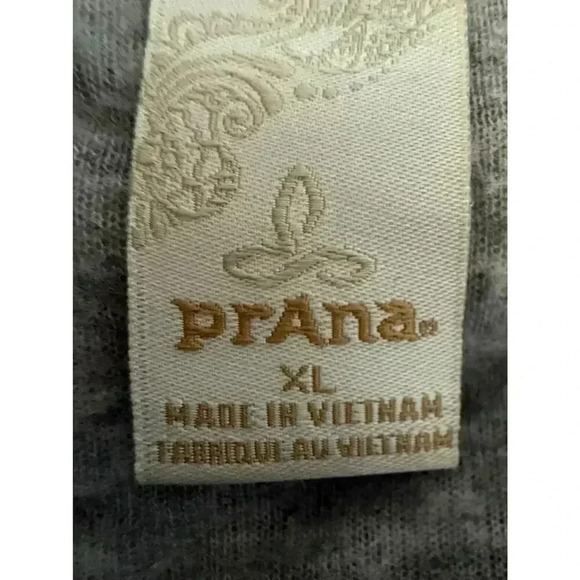 prAna®
XL
MADE IN VIETNAM
FABRIQUE AU VIETNAM